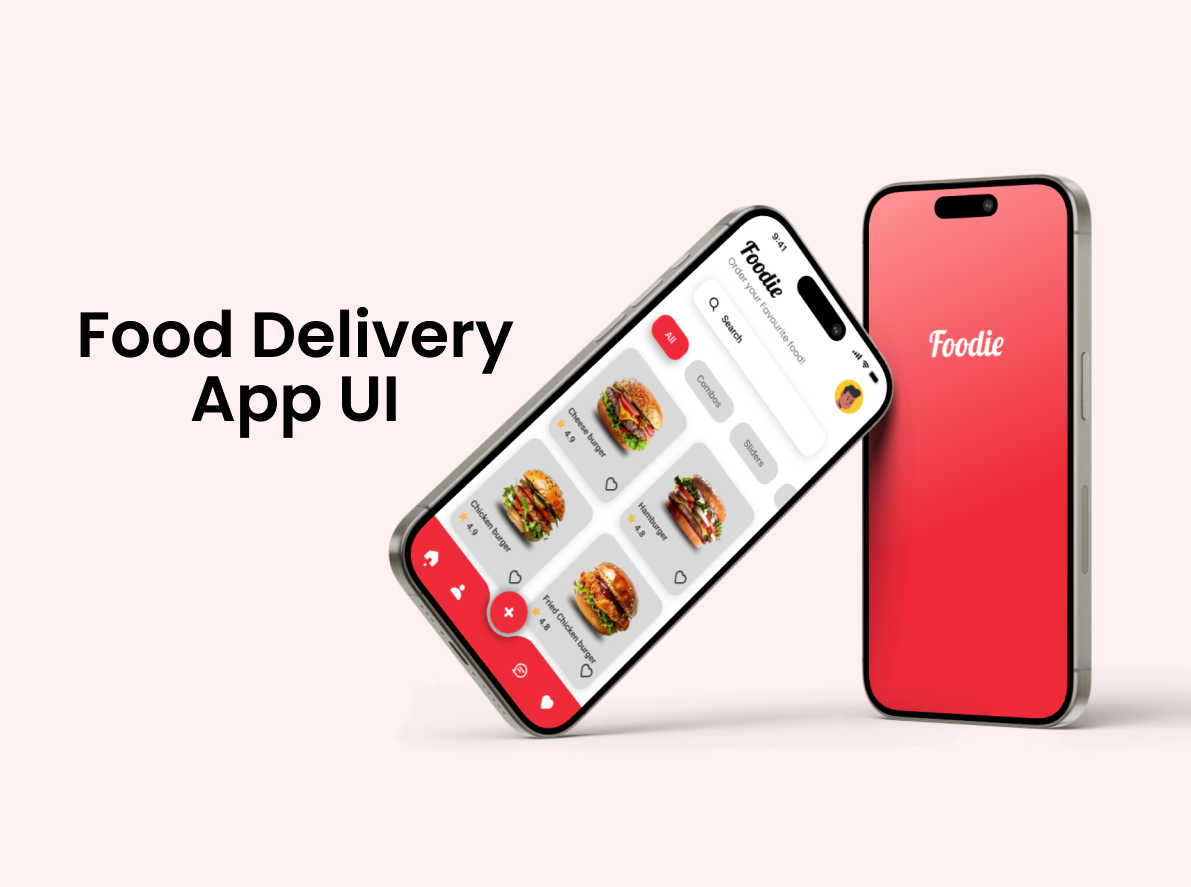 Food Delivery
App UI
9:41
Foodie
Order your Favourite food!
Search
All
Combos
Sliders
Cheese burger
4.9
Hamburger
4.8
Chicken burger
4.9
Fried Chicken burger
4.8
Foodie